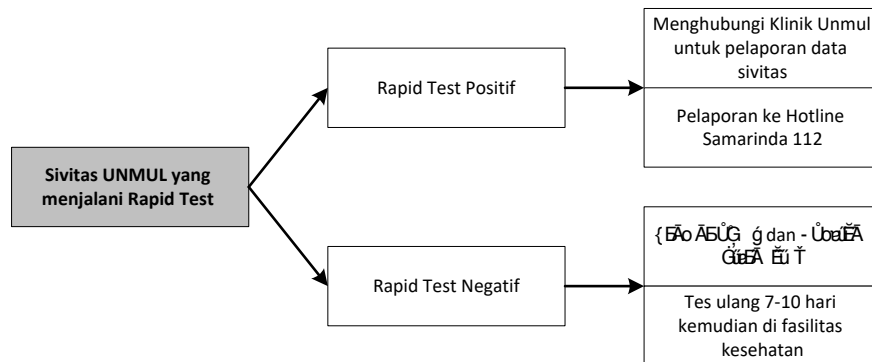 Sivitas UNMUL yang
menjalani Rapid Test
Rapid Test Positif
Menghubungi Klinik Unmul
untuk pelaporan data
sivitas
Pelaporan ke Hotline
Samarinda 112
Rapid Test Negatif
dan
Tes ulang 7-10 hari
kemudian di fasilitas
kesehatan